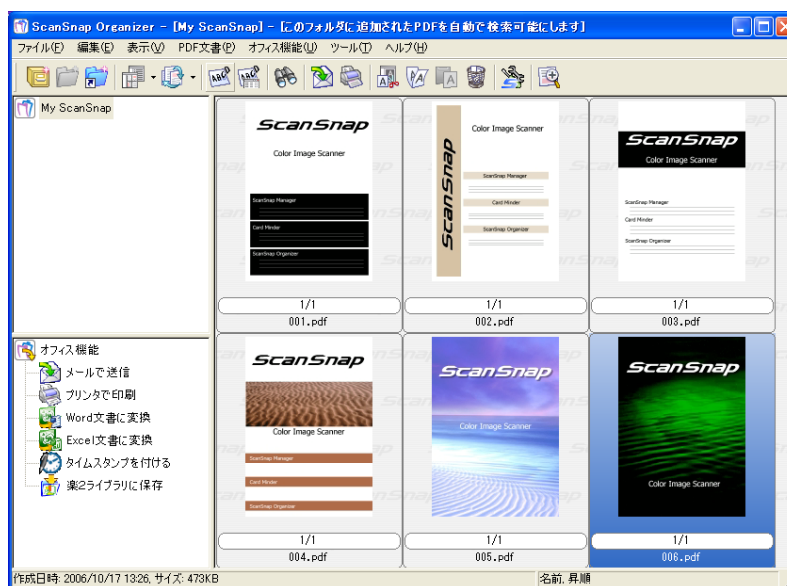 ScanSnap Organizer - [My ScanSnap] - [このフォルダに追加されたPDFを自動で検索可能にします]
ファイル(F) 編集(E) 表示(V) PDF文書(P) オフィス機能(U) ツール(T) ヘルプ(H)
My ScanSnap
ScanSnap
Color Image Scanner
ScanSnap Manager
Card Minder
ScanSnap Organizer
1/1
001.pdf
ScanSnap
Color Image Scanner
ScanSnap Manager
Card Minder
ScanSnap Organizer
1/1
002.pdf
ScanSnap
Color Image Scanner
ScanSnap Manager
Card Minder
ScanSnap Organizer
1/1
003.pdf
オフィス機能
メールで送信
プリンタで印刷
Word文書に変換
Excel文書に変換
タイムスタンプを付ける
楽2ライブラリに保存
ScanSnap
Color Image Scanner
ScanSnap Manager
Card Minder
ScanSnap Organizer
1/1
004.pdf
ScanSnap
Color Image Scanner
1/1
005.pdf
ScanSnap
Color Image Scanner
1/1
006.pdf
作成日時: 2006/10/17 13:26, サイズ: 473KB
名前, 昇順